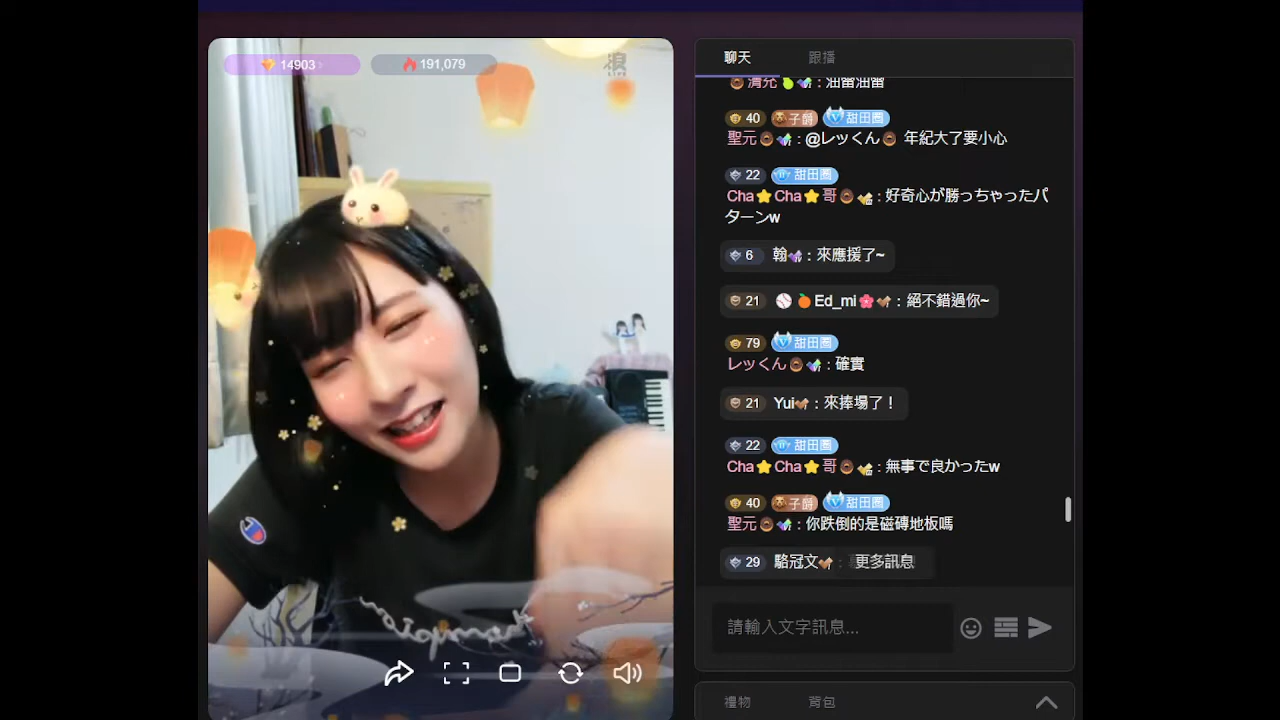 14903
191,079
浪
LIVE
聊天
跟播
清允：油當油當
40 子爵 甜田圈
聖元：@レッくん 年紀大了要小心
22 甜田圈
Cha⭐Cha⭐哥：好奇心が勝っちゃったパ
ターンw
6 翰：來應援了~
21 ⚾🍊Ed_mi🌸：絕不錯過你~
79 甜田圈
レッくん：確實
21 Yui：來捧場了！
22 甜田圈
Cha⭐Cha⭐哥：無事で良かったw
40 子爵 甜田圈
聖元：你跌倒的是磁磚地板嗎
29 駱冠文： 更多訊息
請輸入文字訊息...
禮物
背包